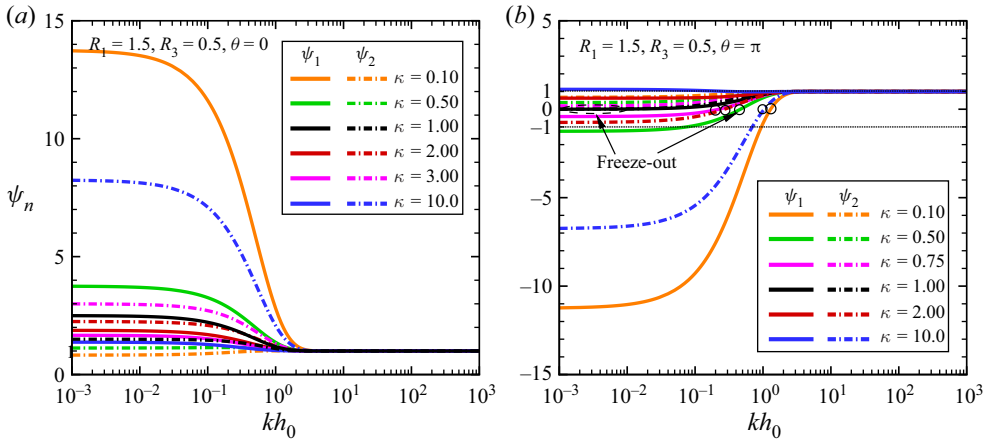 (a)
R₁ = 1.5, R₃ = 0.5, θ = 0
ψ₁ ψ₂
κ = 0.10
κ = 0.50
κ = 1.00
κ = 2.00
κ = 3.00
κ = 10.0
15
10
5
0
ψₙ
10⁻³ 10⁻² 10⁻¹ 10⁰ 10¹ 10² 10³
kh₀
(b)
R₁ = 1.5, R₃ = 0.5, θ = π
Freeze-out
ψ₁ ψ₂
κ = 0.10
κ = 0.50
κ = 0.75
κ = 1.00
κ = 2.00
κ = 10.0
5
1
0
−1
−5
−10
−15
10⁻³ 10⁻² 10⁻¹ 10⁰ 10¹ 10² 10³
kh₀